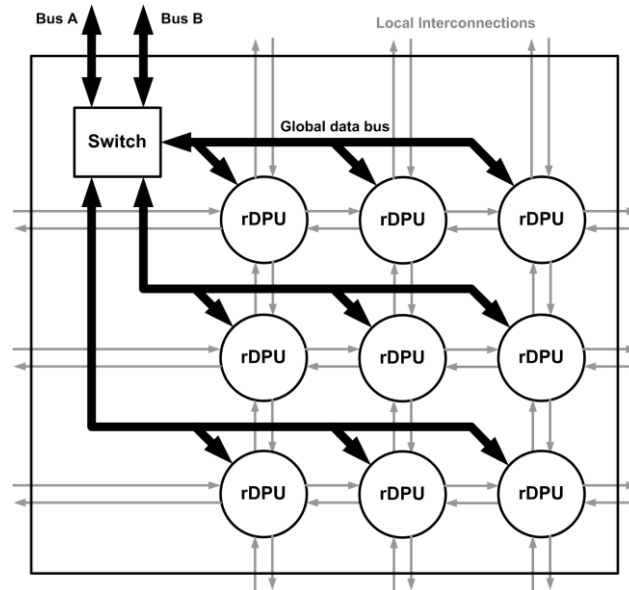 Bus A
Bus B
Local Interconnections
Switch
Global data bus
rDPU
rDPU
rDPU
rDPU
rDPU
rDPU
rDPU
rDPU
rDPU